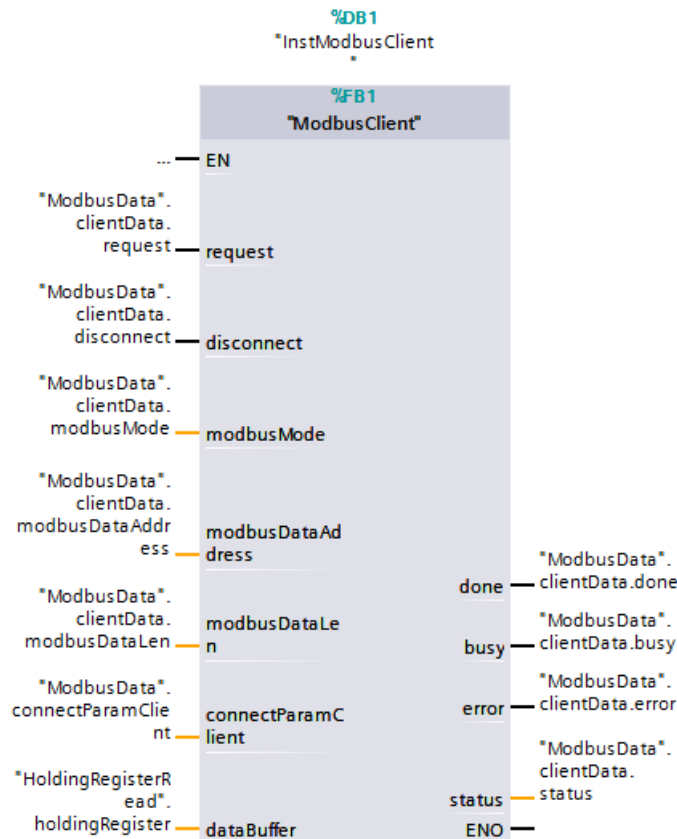 %DB1
"InstModbusClient
"
%FB1
"ModbusClient"
... EN
"ModbusData".
clientData.
request request
"ModbusData".
clientData.
disconnect disconnect
"ModbusData".
clientData.
modbusMode modbusMode
"ModbusData".
clientData.
modbusDataAddr
ess
modbusDataAd
dress
"ModbusData".
clientData.
modbusDataLen
modbusDataLe
n
"ModbusData".
connectParamClie
nt
connectParamC
lient
"HoldingRegisterR
ead".
holdingRegister dataBuffer
"ModbusData".
done clientData.done
"ModbusData".
busy clientData.busy
"ModbusData".
error clientData.error
"ModbusData".
clientData.
status status
ENO